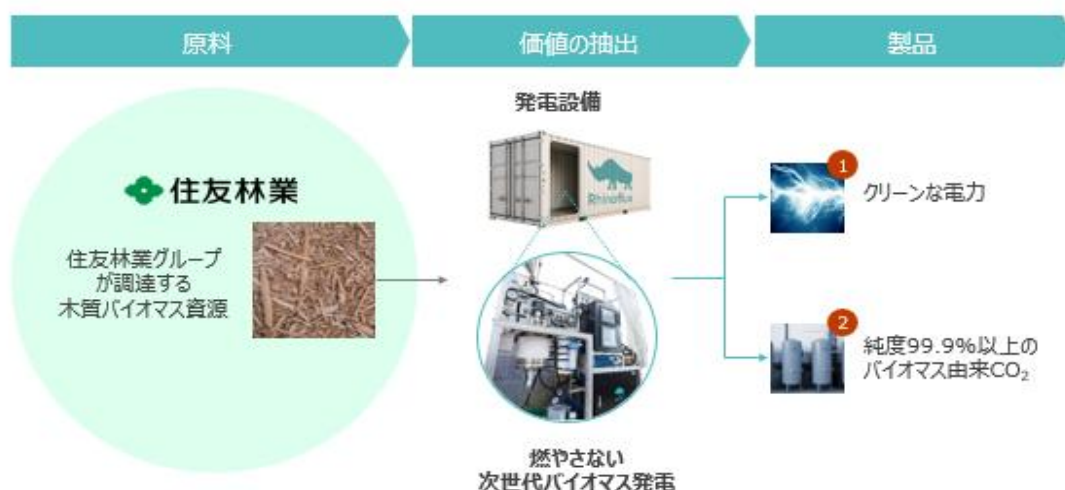 原料
価値の抽出
製品
住友林業
住友林業グループ
が調達する
木質バイオマス資源
発電設備
Rhinoflux
燃やさない
次世代バイオマス発電
1
クリーンな電力
2
純度99.9%以上の
バイオマス由来CO₂